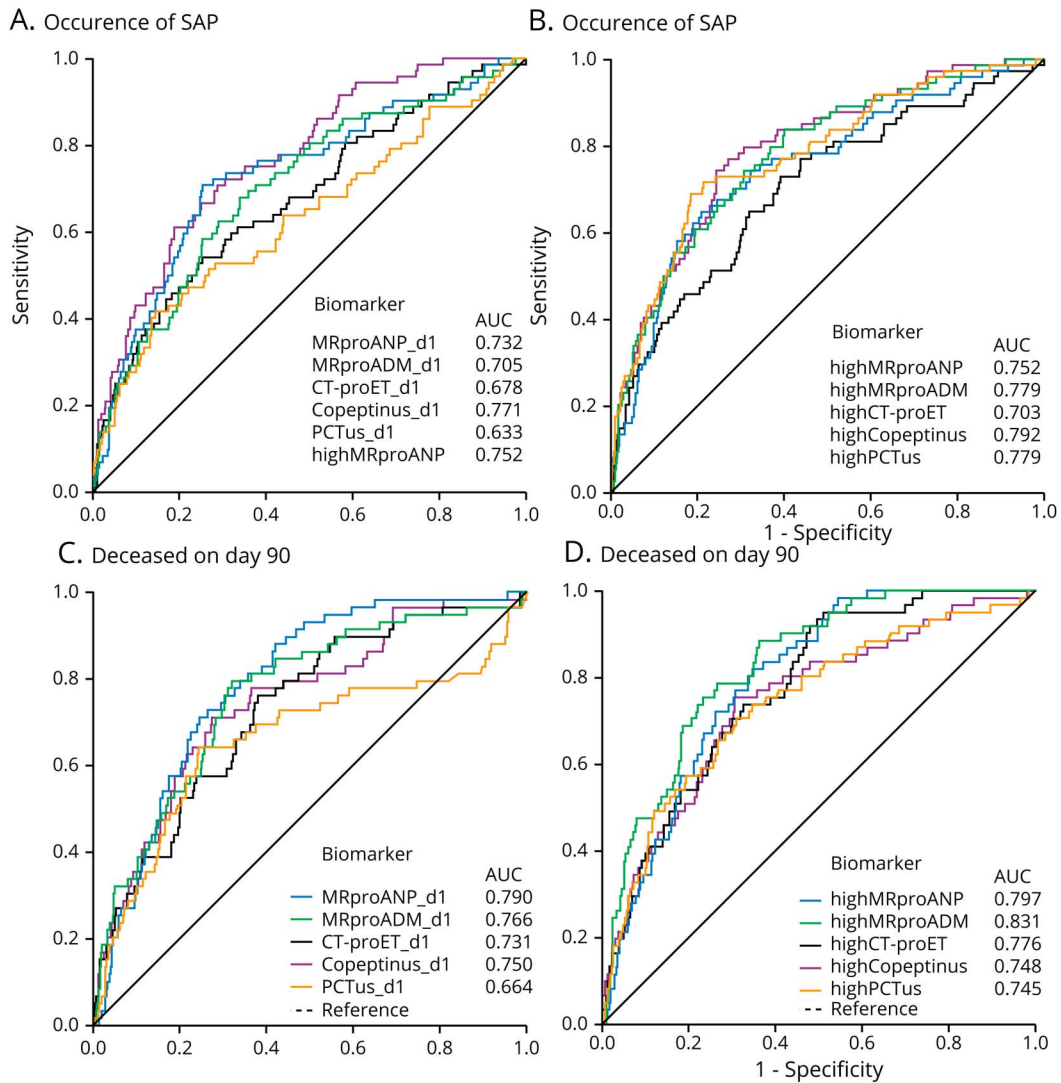 A. Occurence of SAP
1.0
0.8
0.6
0.4
0.2
0.0
Sensitivity
Biomarker
AUC
MRproANP_d1 0.732
MRproADM_d1 0.705
CT-proET_d1 0.678
Copeptinus_d1 0.771
PCTus_d1 0.633
highMRproANP 0.752
0.0 0.2 0.4 0.6 0.8 1.0
B. Occurence of SAP
1.0
0.8
0.6
0.4
0.2
0.0
Sensitivity
Biomarker
AUC
highMRproANP 0.752
highMRproADM 0.779
highCT-proET 0.703
highCopeptinus 0.792
highPCTus 0.779
0.0 0.2 0.4 0.6 0.8 1.0
1 - Specificity
C. Deceased on day 90
1.0
0.8
0.6
0.4
0.2
0.0
Biomarker
AUC
MRproANP_d1 0.790
MRproADM_d1 0.766
CT-proET_d1 0.731
Copeptinus_d1 0.750
PCTus_d1 0.664
Reference
0.0 0.2 0.4 0.6 0.8 1.0
D. Deceased on day 90
1.0
0.8
0.6
0.4
0.2
0.0
Biomarker
AUC
highMRproANP 0.797
highMRproADM 0.831
highCT-proET 0.776
highCopeptinus 0.748
highPCTus 0.745
Reference
0.0 0.2 0.4 0.6 0.8 1.0
1 - Specificity